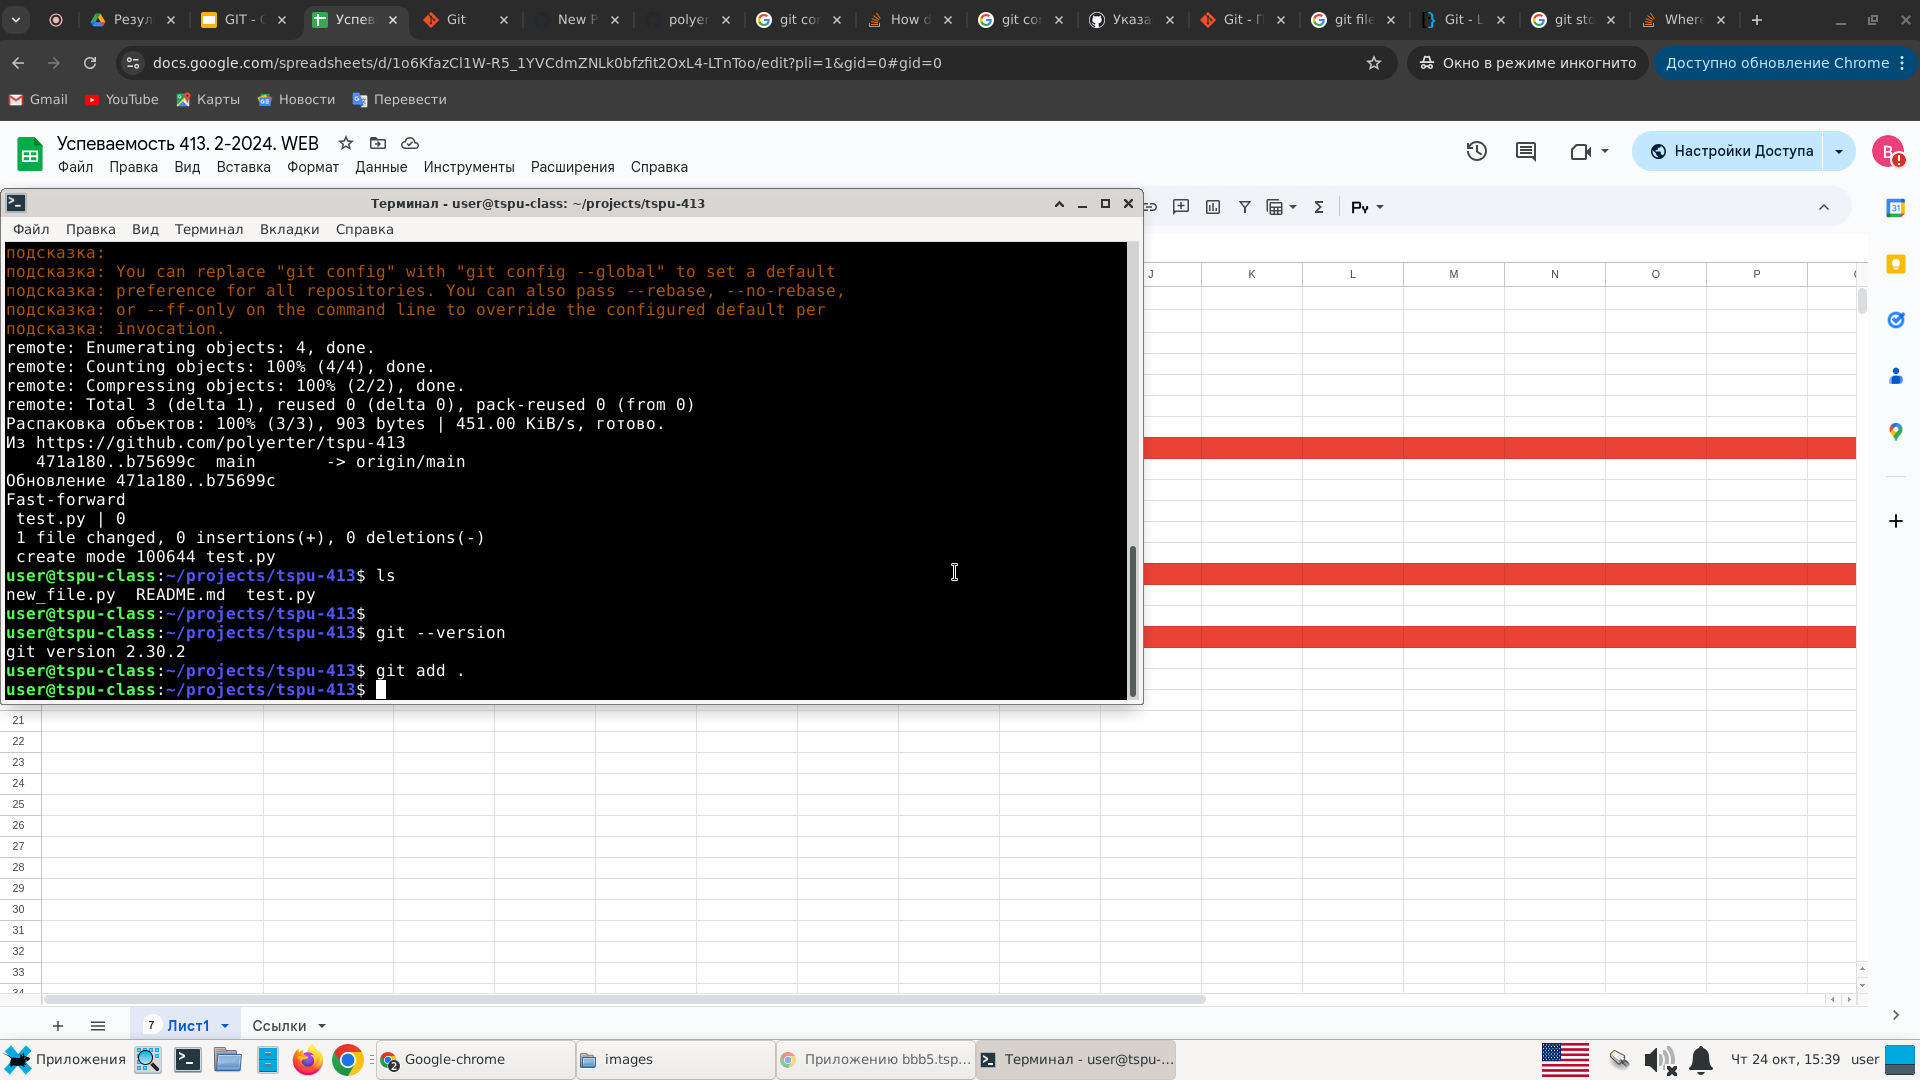 Резул
GIT - C
Успев
Git
New P
polyer
git cor
How d
git co
Указа
Git - П
git file
Git - L
git sto
Where
docs.google.com/spreadsheets/d/1o6KfazCl1W-R5_1YVCdmZNLk0bfzfit2OxL4-LTnToo/edit?pli=1&gid=0#gid=0
Окно в режиме инкогнито
Доступно обновление Chrome
Gmail
YouTube
Карты
Новости
Перевести
Успеваемость 413. 2-2024. WEB
Файл Правка Вид Вставка Формат Данные Инструменты Расширения Справка
Настройки Доступа
B
Терминал - user@tspu-class: ~/projects/tspu-413
Файл Правка Вид Терминал Вкладки Справка
подсказка:
подсказка: You can replace "git config" with "git config --global" to set a default
подсказка: preference for all repositories. You can also pass --rebase, --no-rebase,
подсказка: or --ff-only on the command line to override the configured default per
подсказка: invocation.
remote: Enumerating objects: 4, done.
remote: Counting objects: 100% (4/4), done.
remote: Compressing objects: 100% (2/2), done.
remote: Total 3 (delta 1), reused 0 (delta 0), pack-reused 0 (from 0)
Распаковка объектов: 100% (3/3), 903 bytes | 451.00 KiB/s, готово.
Из https://github.com/polyerter/tspu-413
471a180..b75699c  main       -> origin/main
Обновление 471a180..b75699c
Fast-forward
test.py | 0
1 file changed, 0 insertions(+), 0 deletions(-)
create mode 100644 test.py
user@tspu-class:~/projects/tspu-413$ ls
new_file.py  README.md  test.py
user@tspu-class:~/projects/tspu-413$
user@tspu-class:~/projects/tspu-413$ git --version
git version 2.30.2
user@tspu-class:~/projects/tspu-413$ git add .
user@tspu-class:~/projects/tspu-413$
Σ
Py
31
J K L M N O P
21
22
23
24
25
26
27
28
29
30
31
32
33
34
7 Лист1
Ссылки
Приложения
2 Google-chrome
images
Приложению bbb5.tsp...
Терминал - user@tspu-...
Чт 24 окт, 15:39
user